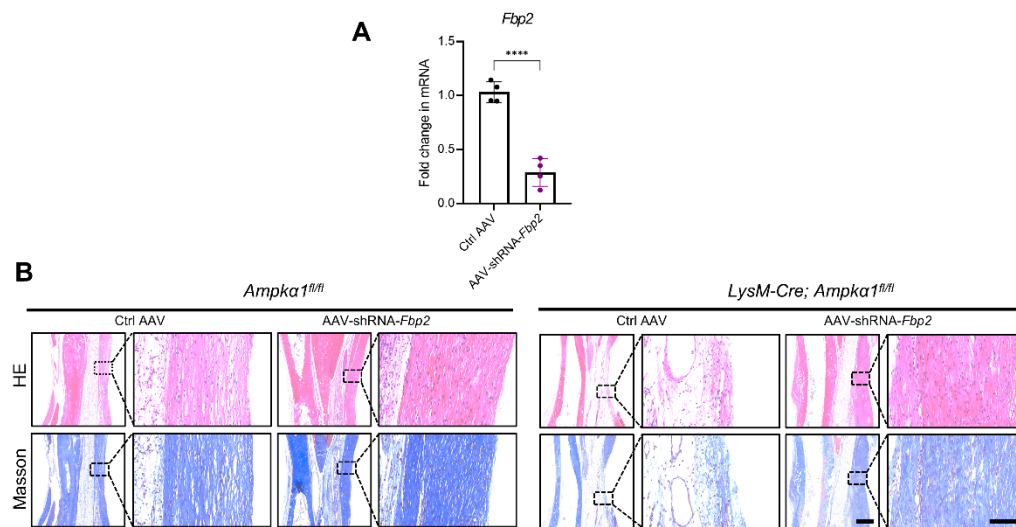 A
Fbp2
****
Fold change in mRNA
1.5
1.0
0.5
0.0
Ctrl AAV
AAV-shRNA-Fbp2
B
Ampkα1fl/fl
LysM-Cre; Ampkα1fl/fl
Ctrl AAV
AAV-shRNA-Fbp2
Ctrl AAV
AAV-shRNA-Fbp2
HE
Masson